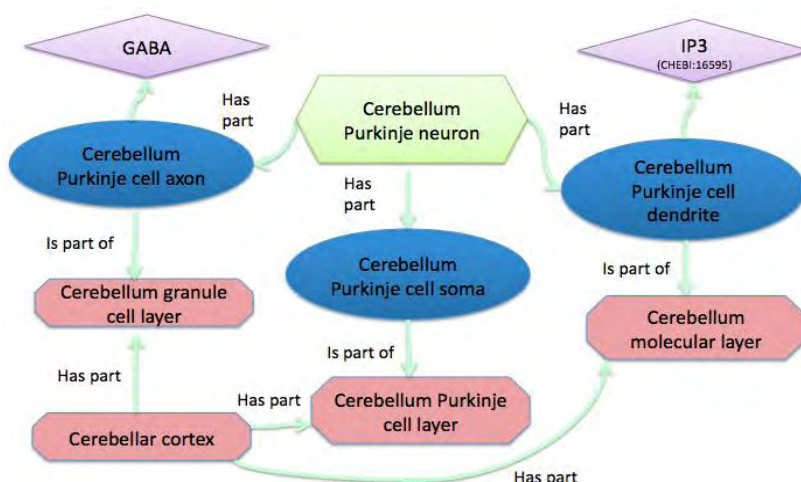 GABA
IP3
(CHEBI:16595)
Has
part
Cerebellum
Purkinje neuron
Has
part
Cerebellum
Purkinje cell axon
Has
part
Cerebellum
Purkinje cell
dendrite
Is part of
Cerebellum
Purkinje cell soma
Is part of
Cerebellum granule
cell layer
Cerebellum
molecular layer
Is part of
Has part
Has part
Cerebellum Purkinje
cell layer
Cerebellar cortex
Has part